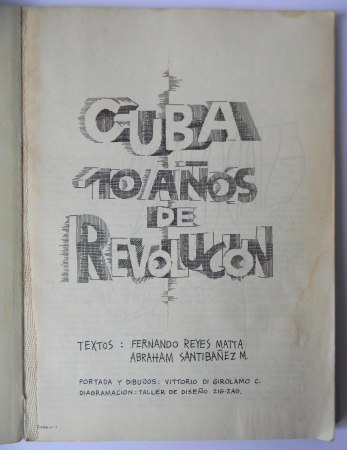 CUBA
10 AÑOS
DE
REVOLUCION
TEXTOS : FERNANDO REYES MATTA
ABRAHAM SANTIBAÑEZ M.
PORTADA Y DIBUJOS: VITTORIO DI GIROLAMO C.
DIAGRAMACION: TALLER DE DISEÑO ZIG-ZAG.